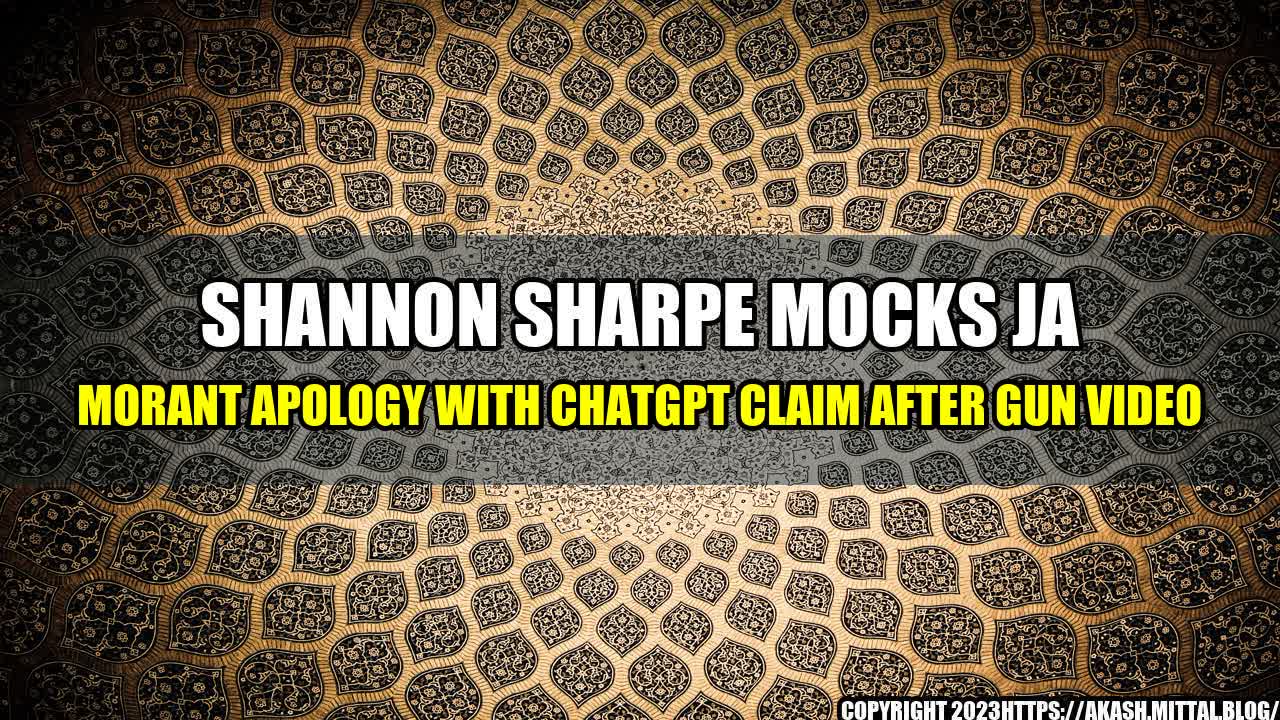 SHANNON SHARPE MOCKS JA
MORANT APOLOGY WITH CHATGPT CLAIM AFTER GUN VIDEO
COPYRIGHT 2023HTTPS://AKASH.MITTAL.BLOG/